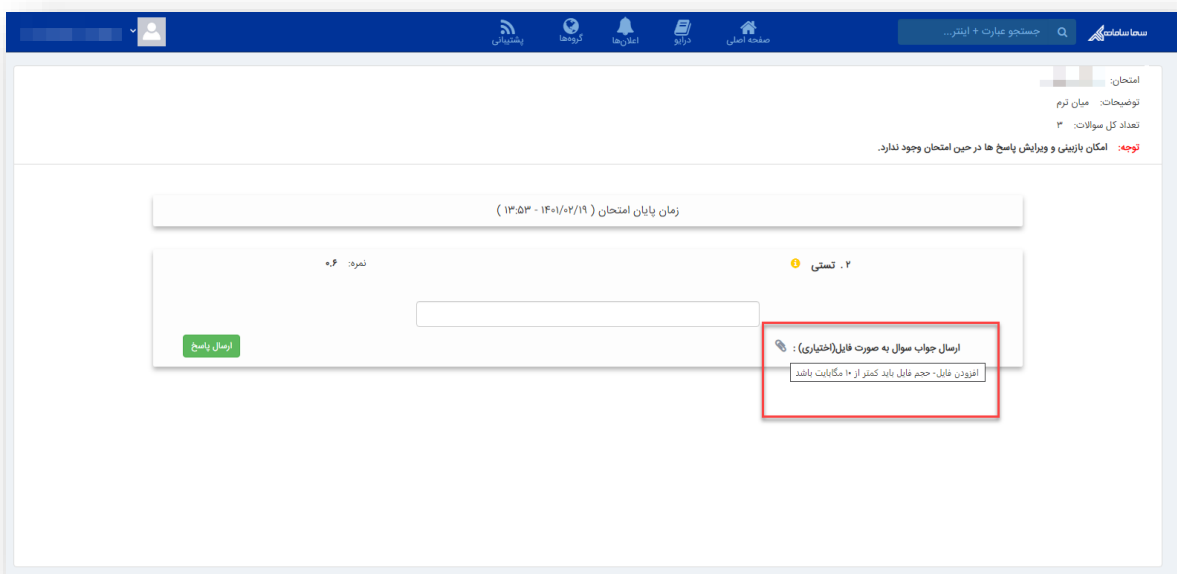 سما سامانه
جستجو عبارت + اینتر...
صفحه اصلی
درایو
اعلان‌ها
گروه‌ها
پشتیبانی
امتحان:
توضیحات: میان ترم
تعداد کل سوالات: ۳
توجه: امکان بازبینی و ویرایش پاسخ ها در حین امتحان وجود ندارد.
زمان پایان امتحان ( ۱۴۰۱/۰۲/۱۹ - ۱۳:۵۳ )
۲ . تستی
نمره: ۰.۶
ارسال جواب سوال به صورت فایل(اختیاری) :
ارسال پاسخ
افزودن فایل- حجم فایل باید کمتر از ۱۰ مگابایت باشد